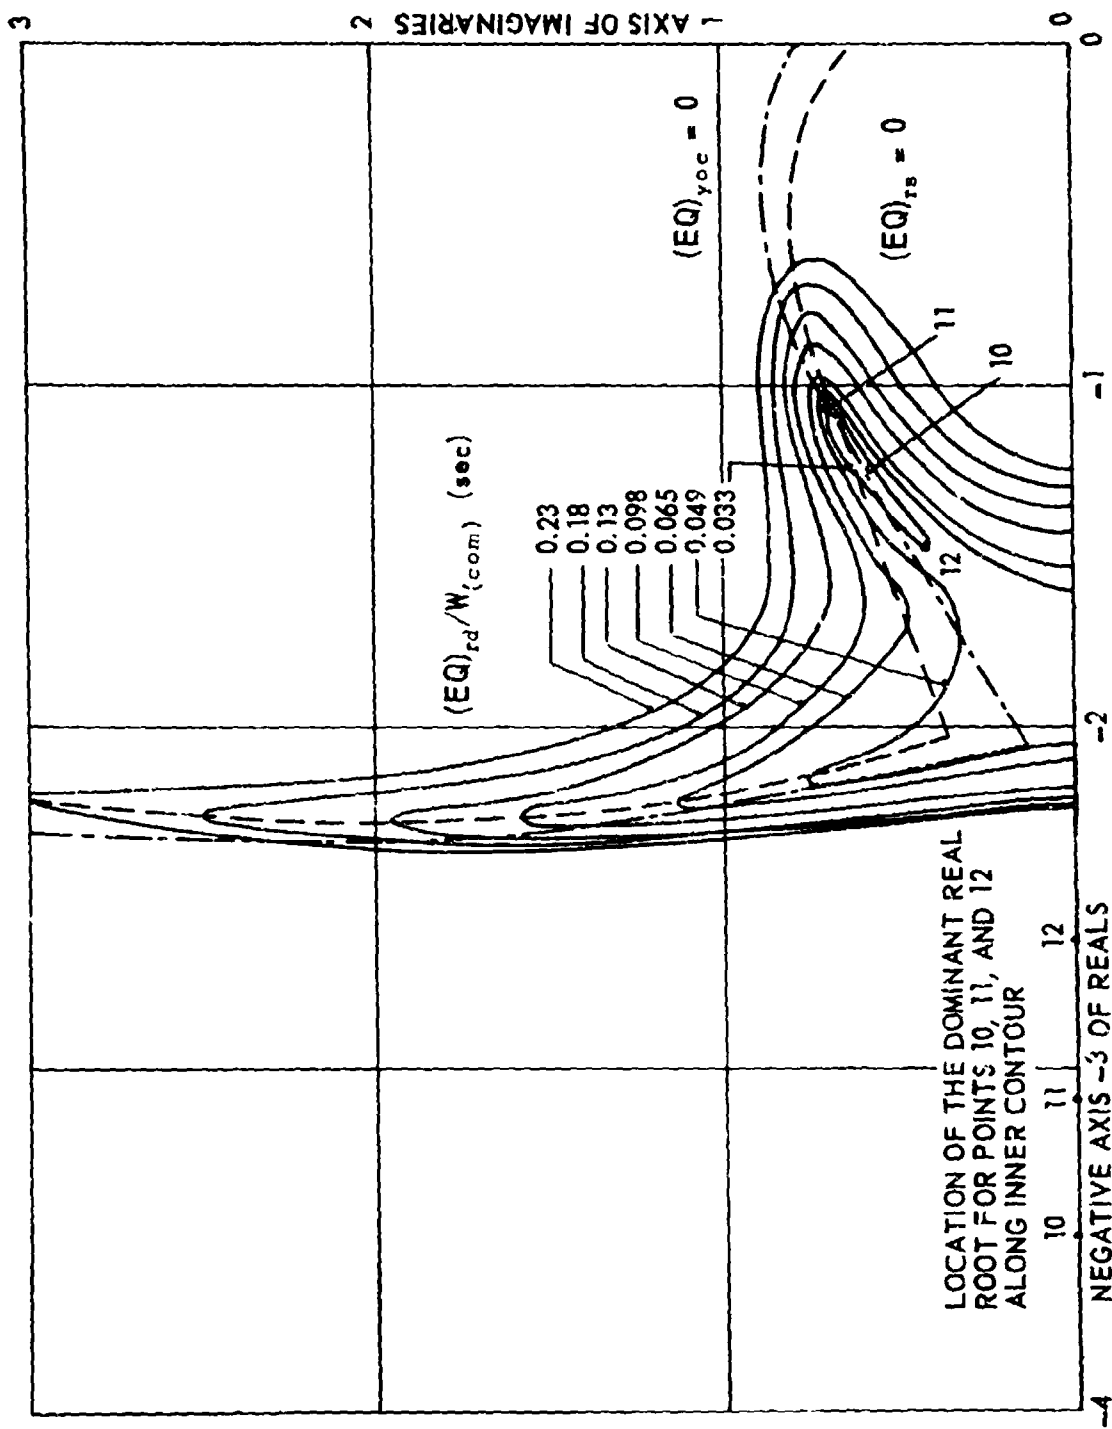 3
2
1
0
AXIS OF IMAGINARIES
(EQ)yoc = 0
(EQ)rs = 0
(EQ)rd/W(com) (sec)
0.23
0.18
0.13
0.098
0.065
0.049
0.033
11
10
12
LOCATION OF THE DOMINANT REAL
ROOT FOR POINTS 10, 11, AND 12
ALONG INNER CONTOUR
10
11
12
-4
NEGATIVE AXIS -3 OF REALS
-2
-1
0